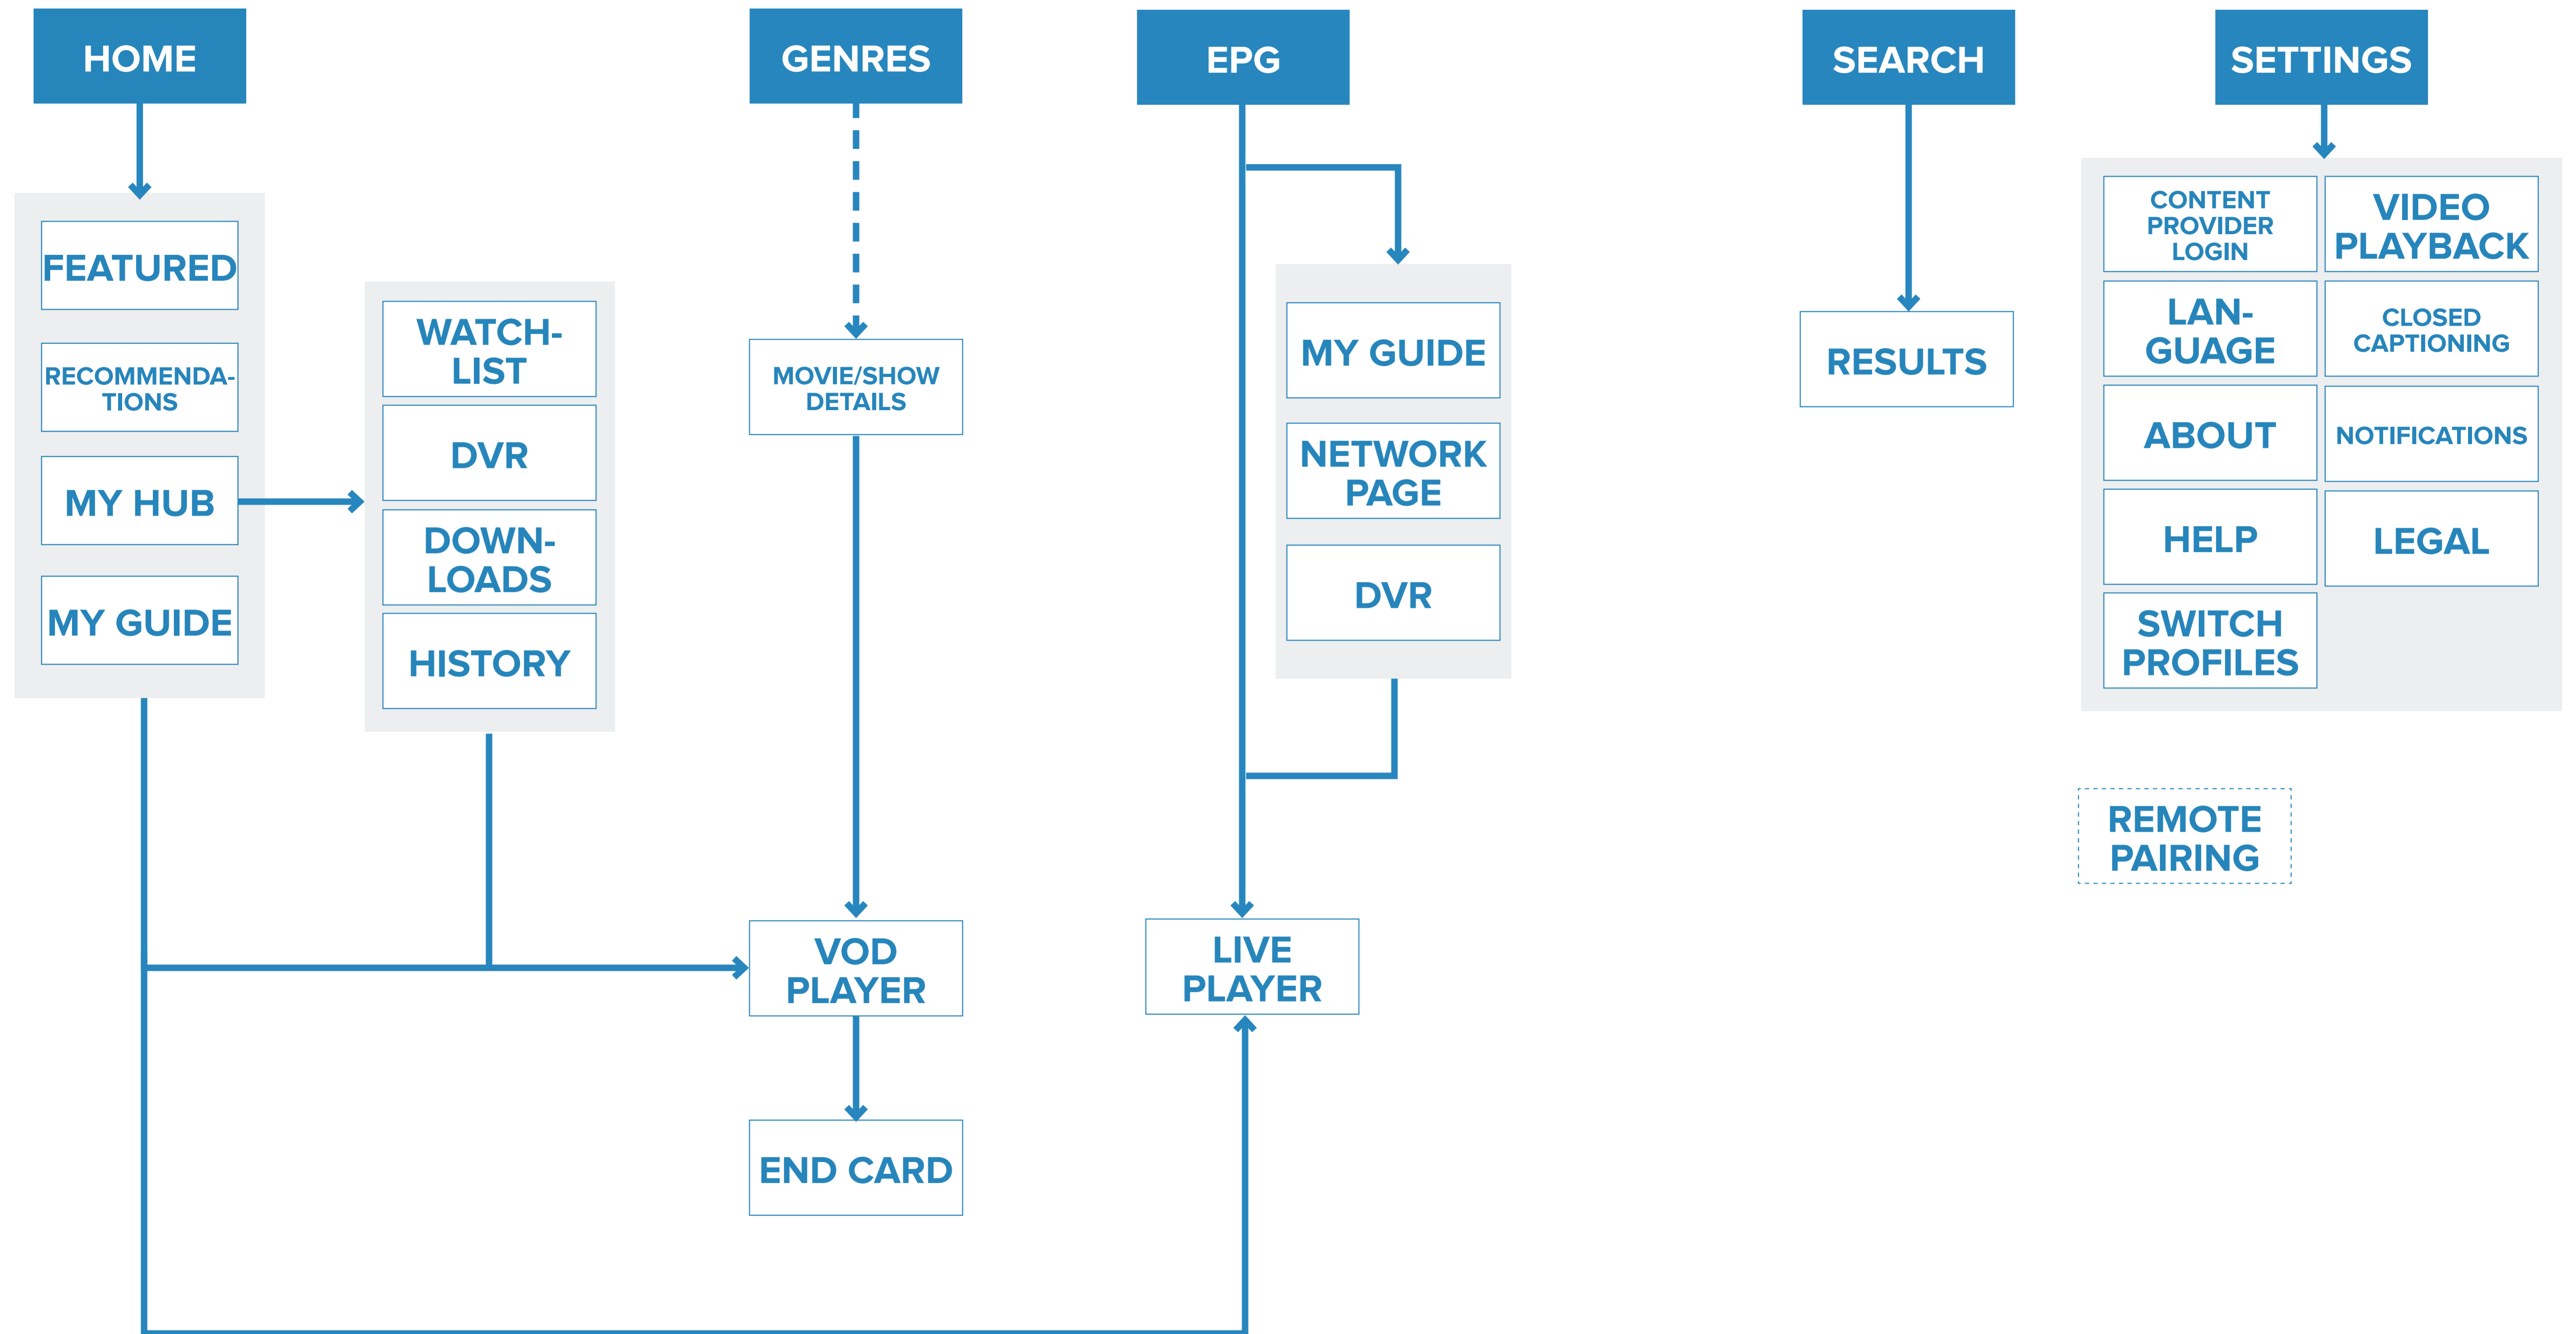 HOME
GENRES
EPG
SEARCH
SETTINGS
FEATURED
RECOMMENDA-
TIONS
MY HUB
MY GUIDE
WATCH-
LIST
DVR
DOWN-
LOADS
HISTORY
MOVIE/SHOW
DETAILS
VOD
PLAYER
END CARD
MY GUIDE
NETWORK
PAGE
DVR
LIVE
PLAYER
RESULTS
CONTENT
PROVIDER
LOGIN
VIDEO
PLAYBACK
LAN-
GUAGE
CLOSED
CAPTIONING
ABOUT
NOTIFICATIONS
HELP
LEGAL
SWITCH
PROFILES
REMOTE
PAIRING